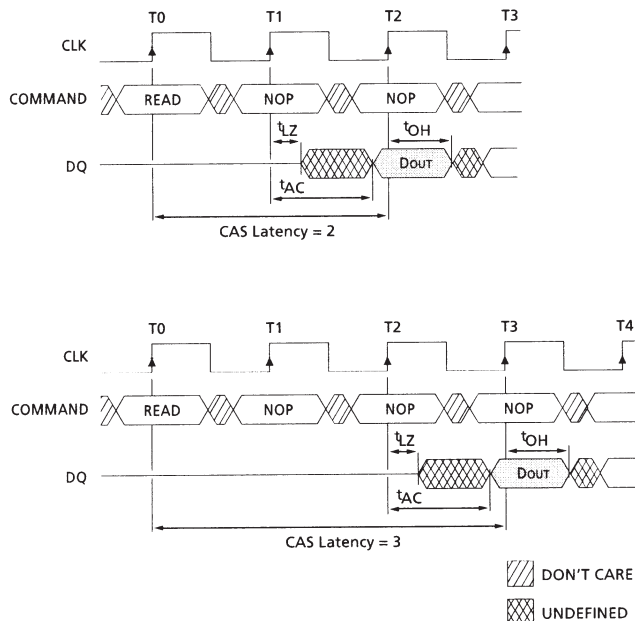 T0 T1 T2 T3
CLK
COMMAND READ NOP NOP
tLZ tOH
DQ DOUT
tAC
CAS Latency = 2
T0 T1 T2 T3 T4
CLK
COMMAND READ NOP NOP NOP
tLZ tOH
DQ DOUT
tAC
CAS Latency = 3
DON'T CARE
UNDEFINED